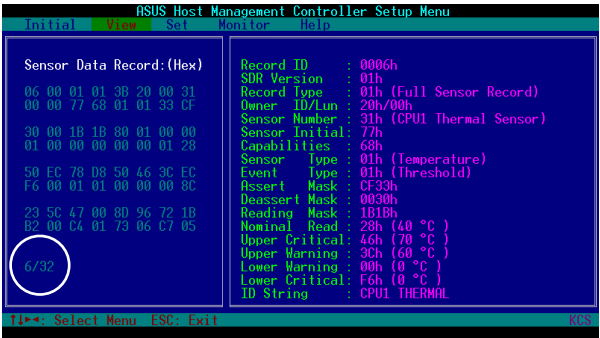 ASUS Host Management Controller Setup Menu
Initial View Set Monitor Help
Sensor Data Record:(Hex)
06 00 01 01 3B 20 00 31
00 00 77 68 01 01 33 CF
30 00 1B 1B 80 01 00 00
01 00 00 00 00 00 01 28
50 EC 78 D8 50 46 3C EC
F6 00 01 01 00 00 00 8C
23 5C 47 00 8D 96 72 1B
B2 00 C4 01 73 06 C7 05
6/32
Record ID : 0006h
SDR Version : 01h
Record Type : 01h (Full Sensor Record)
Owner ID/Lun : 20h/00h
Sensor Number : 31h (CPU1 Thermal Sensor)
Sensor Initial: 77h
Capabilities : 68h
Sensor Type : 01h (Temperature)
Event Type : 01h (Threshold)
Assert Mask : CF33h
Deassert Mask : 0030h
Reading Mask : 1B1Bh
Nominal Read : 28h (40 °C )
Upper Critical: 46h (70 °C )
Upper Warning : 3Ch (60 °C )
Lower Warning : 00h (0 °C )
Lower Critical: F6h (0 °C )
ID String : CPU1 THERMAL
↑↓►◄: Select Menu ESC: Exit KCS